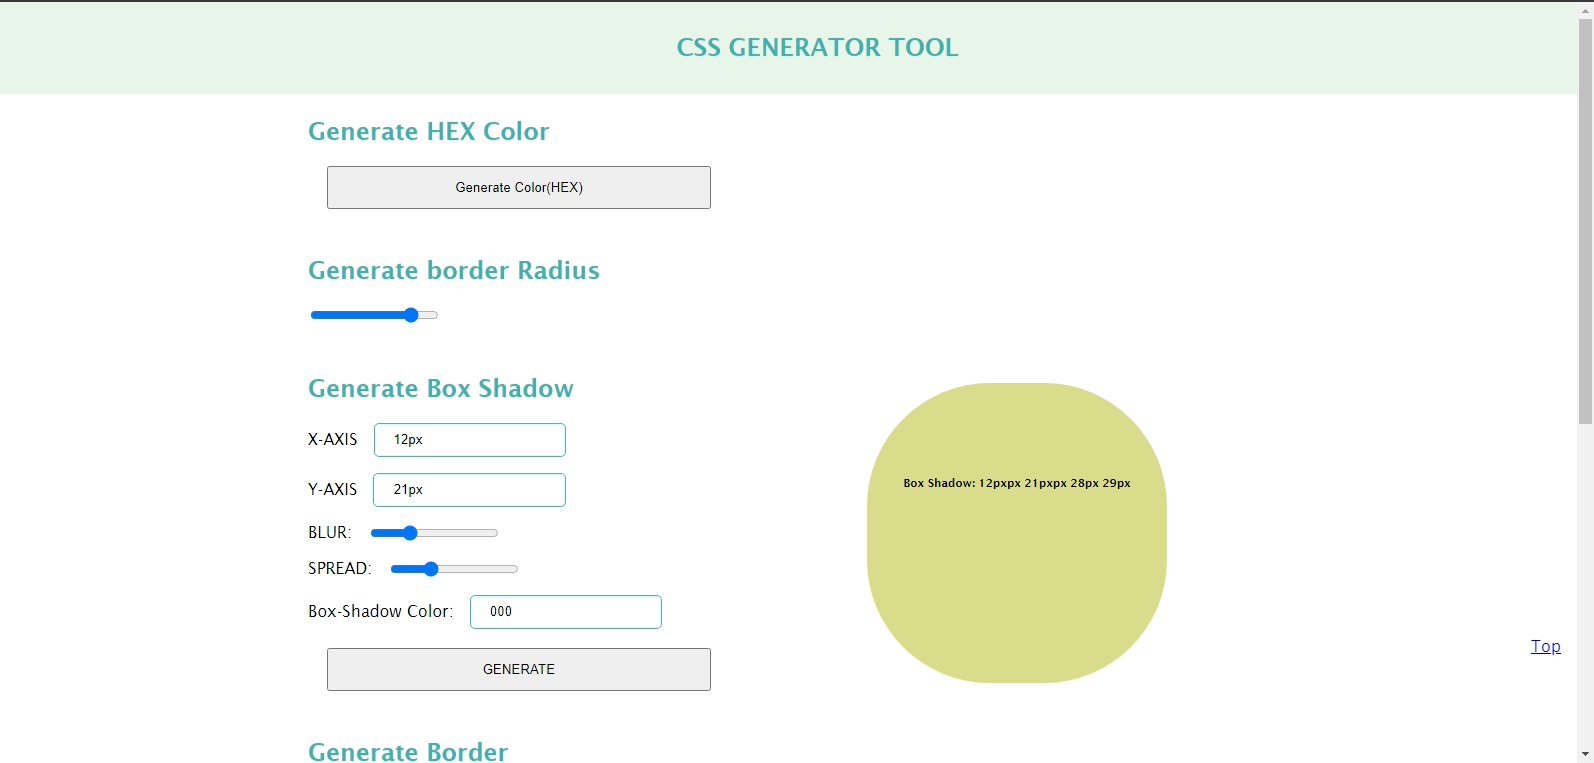 CSS GENERATOR TOOL
Generate HEX Color
Generate Color(HEX)
Generate border Radius
Generate Box Shadow
X-AXIS 12px
Y-AXIS 21px
BLUR:
SPREAD:
Box-Shadow Color: 000
GENERATE
Box Shadow: 12pxpx 21pxpx 28px 29px
Top
Generate Border